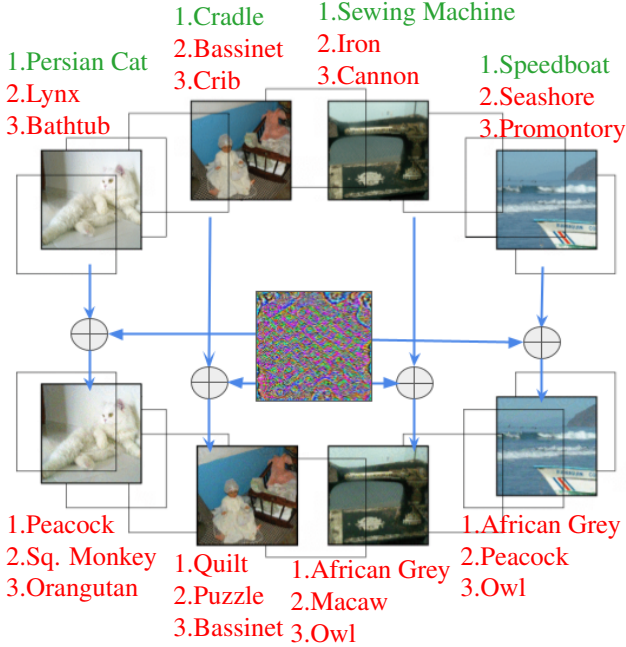 1.Persian Cat
2.Lynx
3.Bathtub
1.Cradle
2.Bassinet
3.Crib
1.Sewing Machine
2.Iron
3.Cannon
1.Speedboat
2.Seashore
3.Promontory
1.Peacock
2.Sq. Monkey
3.Orangutan
1.Quilt
2.Puzzle
3.Bassinet
1.African Grey
2.Macaw
3.Owl
1.African Grey
2.Peacock
3.Owl